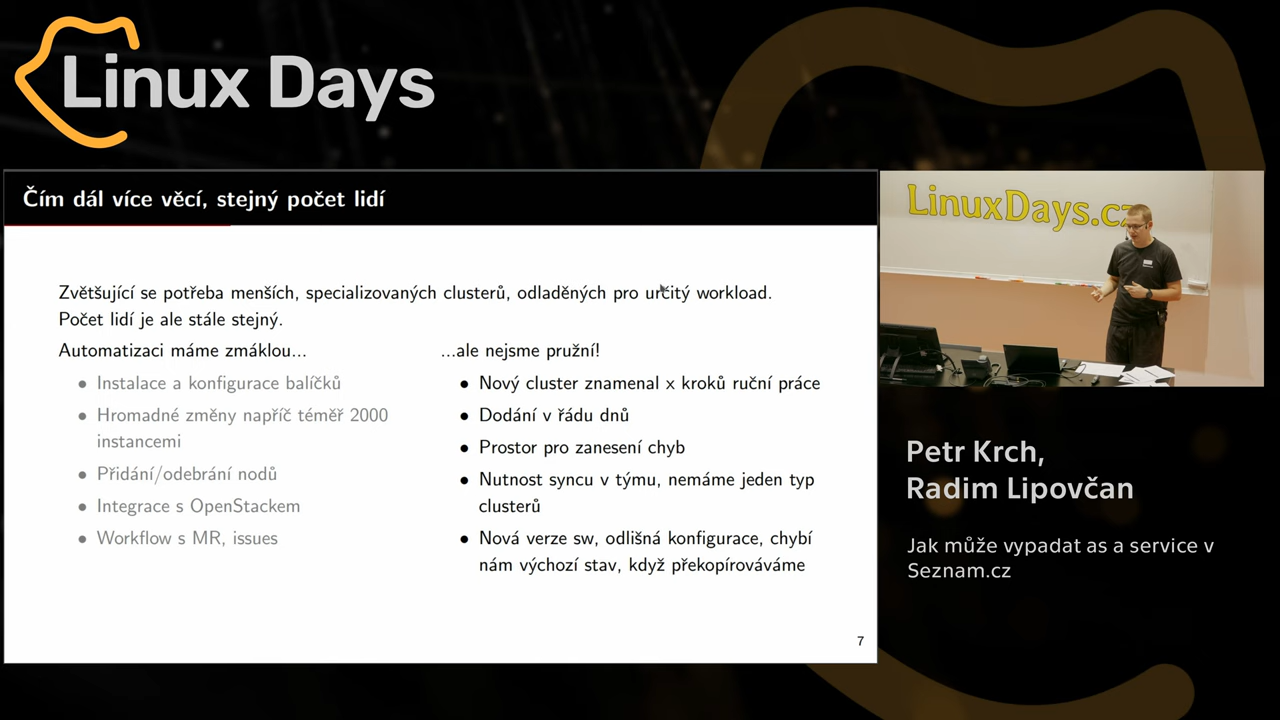 Linux Days
Čím dál více věcí, stejný počet lidí
Zvětšující se potřeba menších, specializovaných clusterů, odladěných pro určitý workload.
Počet lidí je ale stále stejný.
Automatizaci máme zmáklou...
Instalace a konfigurace balíčků
Hromadné změny napříč téměř 2000
instancemi
Přidání/odebrání nodů
Integrace s OpenStackem
Workflow s MR, issues
...ale nejsme pružní!
Nový cluster znamenal x kroků ruční práce
Dodání v řádu dnů
Prostor pro zanesení chyb
Nutnost syncu v týmu, nemáme jeden typ
clusterů
Nová verze sw, odlišná konfigurace, chybí
nám výchozí stav, když překopírováváme
7
LinuxDays.cz
Petr Krch,
Radim Lipovčan
Jak může vypadat as a service v
Seznam.cz